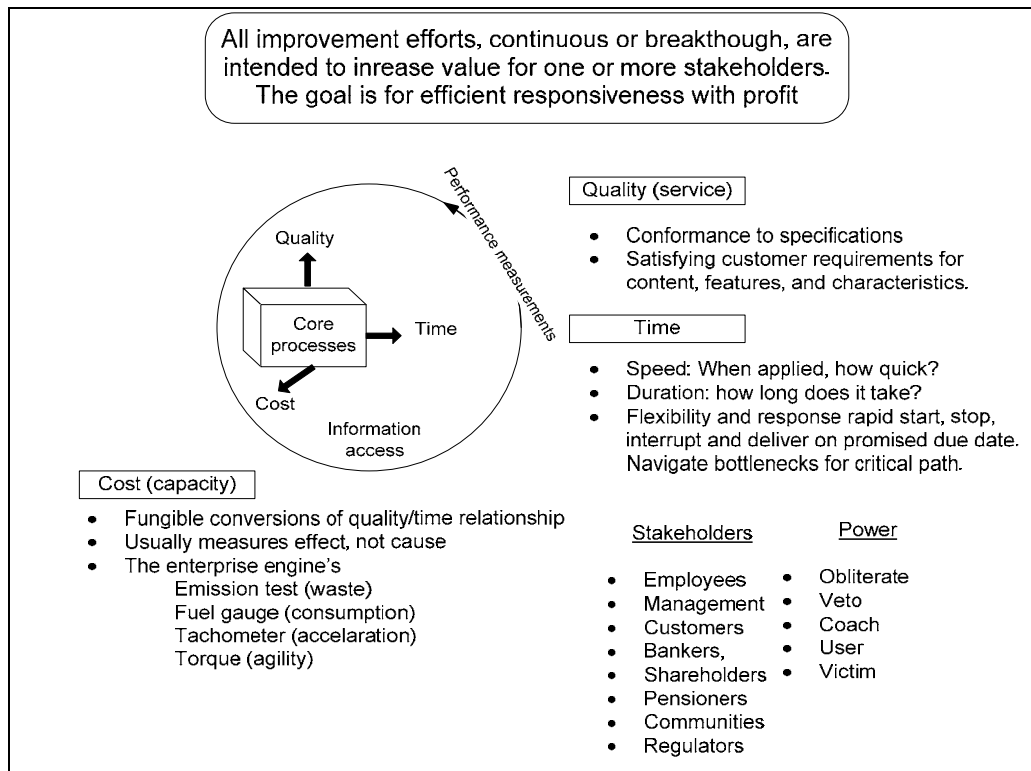 All improvement efforts, continuous or breakthough, are
intended to inrease value for one or more stakeholders.
The goal is for efficient responsiveness with profit
Performance measurements
Quality
Core
processes
Time
Cost
Information
access
Quality (service)
• Conformance to specifications
• Satisfying customer requirements for
content, features, and characteristics.
Time
• Speed: When applied, how quick?
• Duration: how long does it take?
• Flexibility and response rapid start, stop,
interrupt and deliver on promised due date.
Navigate bottlenecks for critical path.
Cost (capacity)
• Fungible conversions of quality/time relationship
• Usually measures effect, not cause
• The enterprise engine’s
Emission test (waste)
Fuel gauge (consumption)
Tachometer (accelaration)
Torque (agility)
Stakeholders
• Employees
• Management
• Customers
• Bankers,
• Shareholders
• Pensioners
• Communities
• Regulators
Power
• Obliterate
• Veto
• Coach
• User
• Victim